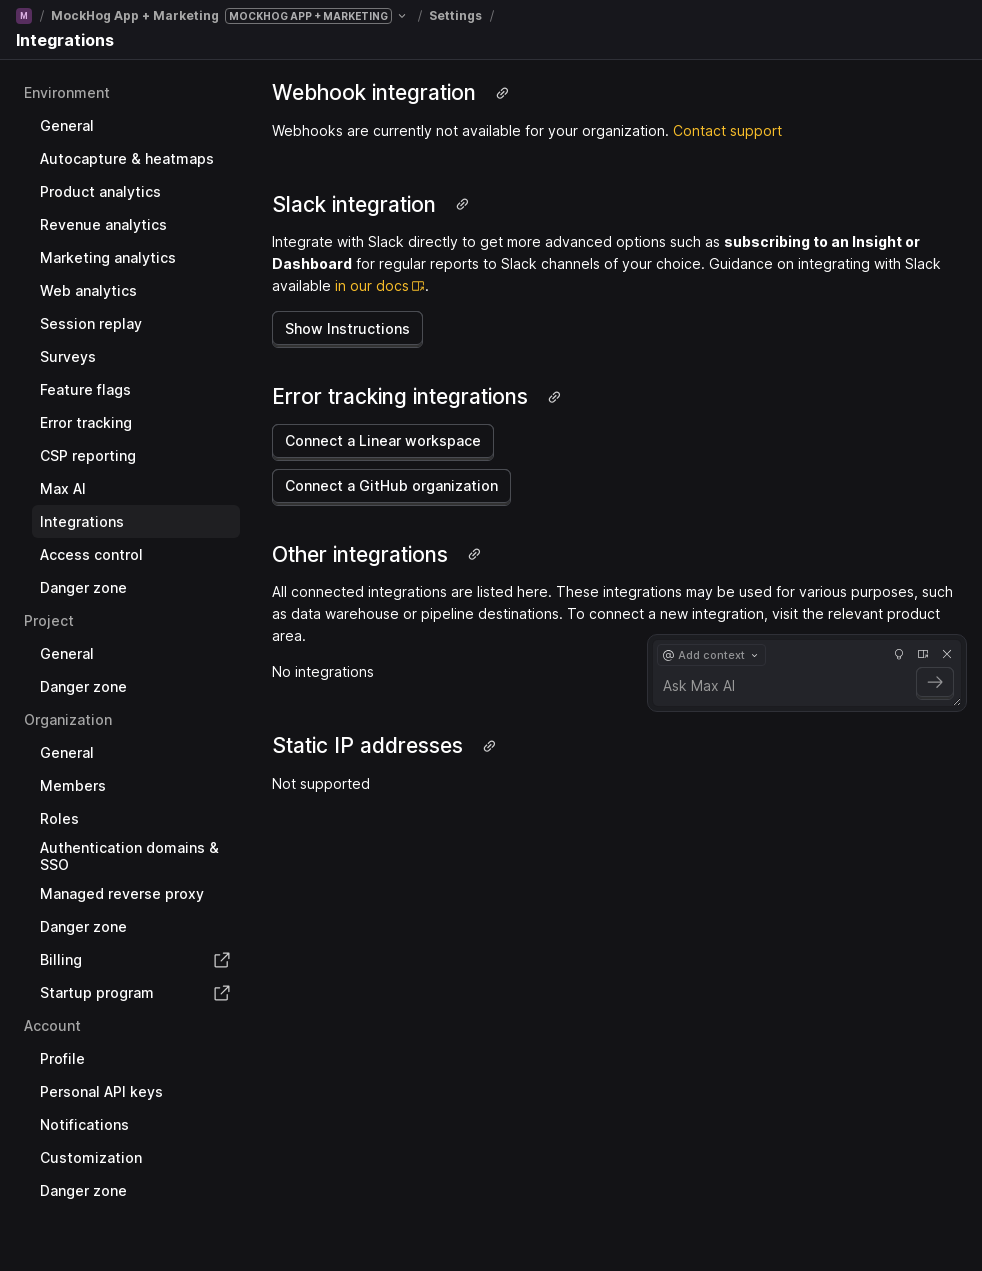 M / MockHog App + Marketing MOCKHOG APP + MARKETING / Settings /
Integrations
Environment
General
Autocapture & heatmaps
Product analytics
Revenue analytics
Marketing analytics
Web analytics
Session replay
Surveys
Feature flags
Error tracking
CSP reporting
Max AI
Integrations
Access control
Danger zone
Project
General
Danger zone
Organization
General
Members
Roles
Authentication domains &
SSO
Managed reverse proxy
Danger zone
Billing
Startup program
Account
Profile
Personal API keys
Notifications
Customization
Danger zone
Webhook integration
Webhooks are currently not available for your organization. Contact support
Slack integration
Integrate with Slack directly to get more advanced options such as subscribing to an Insight or
Dashboard for regular reports to Slack channels of your choice. Guidance on integrating with Slack
available in our docs.
Show Instructions
Error tracking integrations
Connect a Linear workspace
Connect a GitHub organization
Other integrations
All connected integrations are listed here. These integrations may be used for various purposes, such
as data warehouse or pipeline destinations. To connect a new integration, visit the relevant product
area.
No integrations
@ Add context
Ask Max AI
Static IP addresses
Not supported